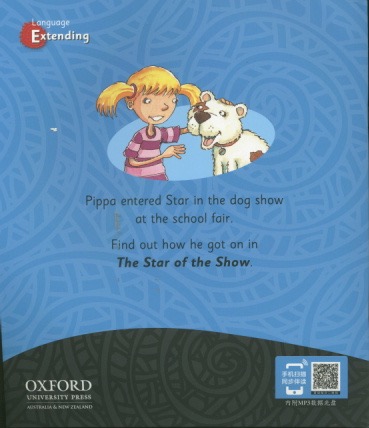 Language
Extending
Pippa entered Star in the dog show
at the school fair.
Find out how he got on in
The Star of the Show.
手机扫描
同步伴读
OXFORD
UNIVERSITY PRESS
AUSTRALIA & NEW ZEALAND
内附MP3歌谣光盘